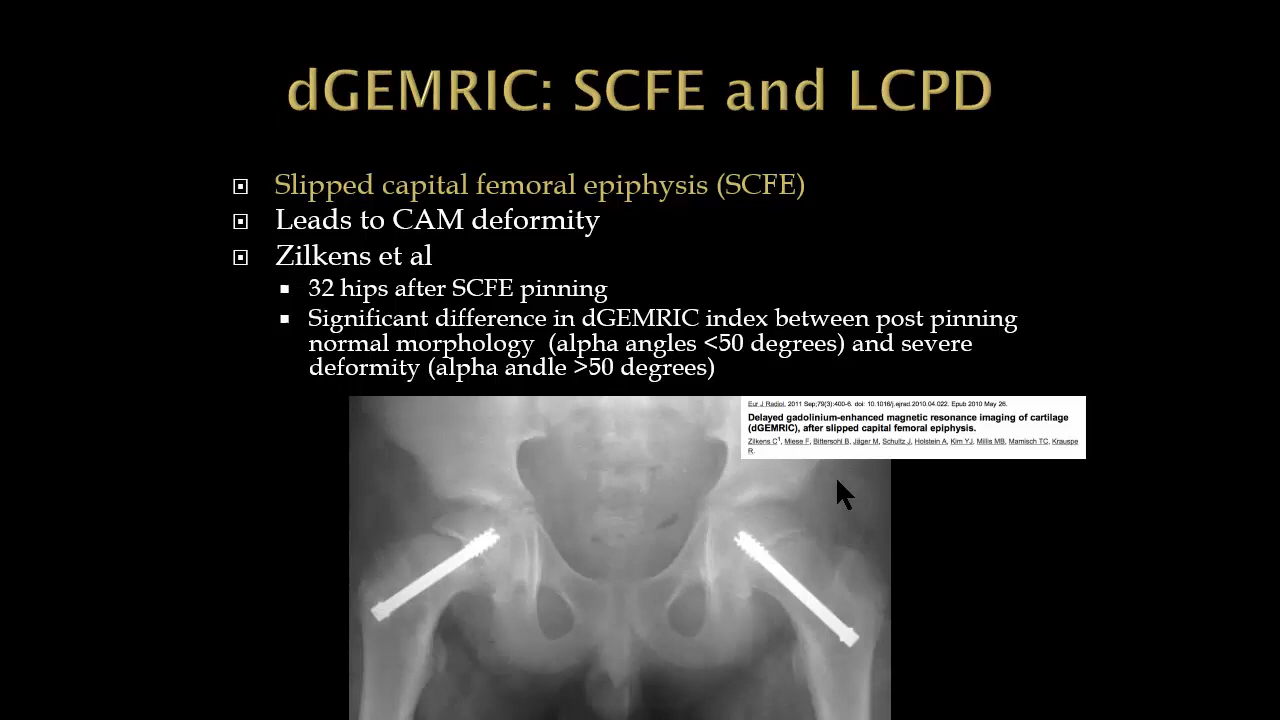 dGEMRIC: SCFE and LCPD
Slipped capital femoral epiphysis (SCFE)
Leads to CAM deformity
Zilkens et al
32 hips after SCFE pinning
Significant difference in dGEMRIC index between post pinning
normal morphology (alpha angles <50 degrees) and severe
deformity (alpha andle >50 degrees)
Eur J Radiol. 2011 Sep;79(3):400-6. doi: 10.1016/j.ejrad.2010.04.022. Epub 2010 May 26.
Delayed gadolinium-enhanced magnetic resonance imaging of cartilage
(dGEMRIC), after slipped capital femoral epiphysis.
Zilkens C1, Miese F, Bittersohl B, Jäger M, Schultz J, Holstein A, Kim YJ, Millis MB, Mamisch TC, Krauspe
R.